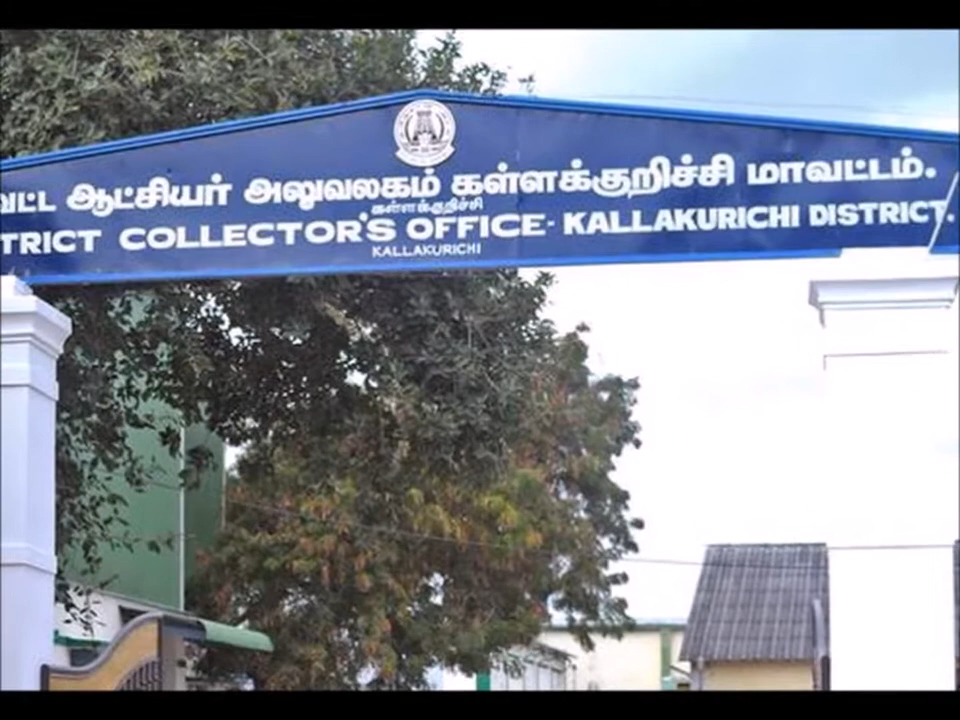 வட்ட ஆட்சியர் அலுவலகம் கள்ளக்குறிச்சி மாவட்டம்.
கள்ளக்குறிச்சி
TRICT COLLECTOR'S OFFICE- KALLAKURICHI DISTRICT.
KALLAKURICHI